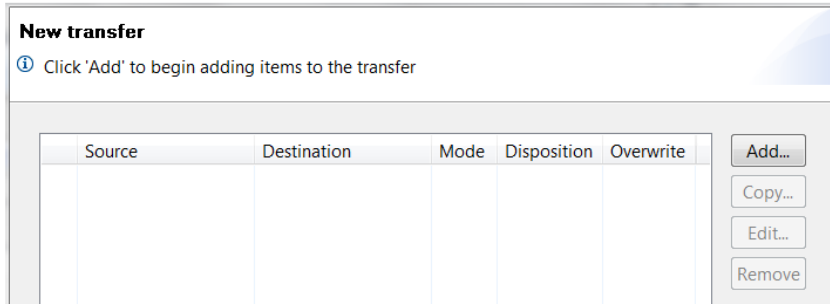 New transfer
Click 'Add' to begin adding items to the transfer
Source Destination Mode Disposition Overwrite
Add...
Copy...
Edit...
Remove